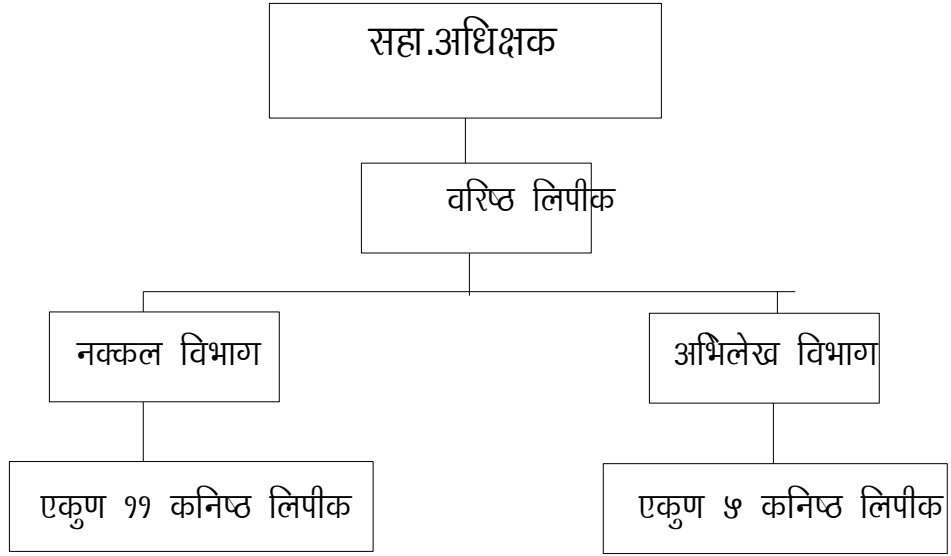 सहा.अधिक्षक
वरिष्ठ लिपीक
नक्कल विभाग
अभिलेख विभाग
एकुण ११ कनिष्ठ लिपीक
एकुण ५ कनिष्ठ लिपीक